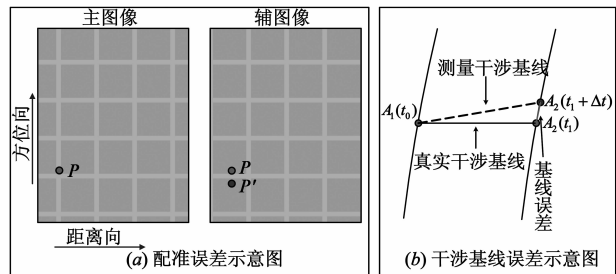 主图像
辅图像
方位向
P
P
P'
距离向
(a) 配准误差示意图
测量干涉基线
A₁(t₀)
A₂(t₁+Δt)
A₂(t₁)
真实干涉基线
基线误差
(b) 干涉基线误差示意图